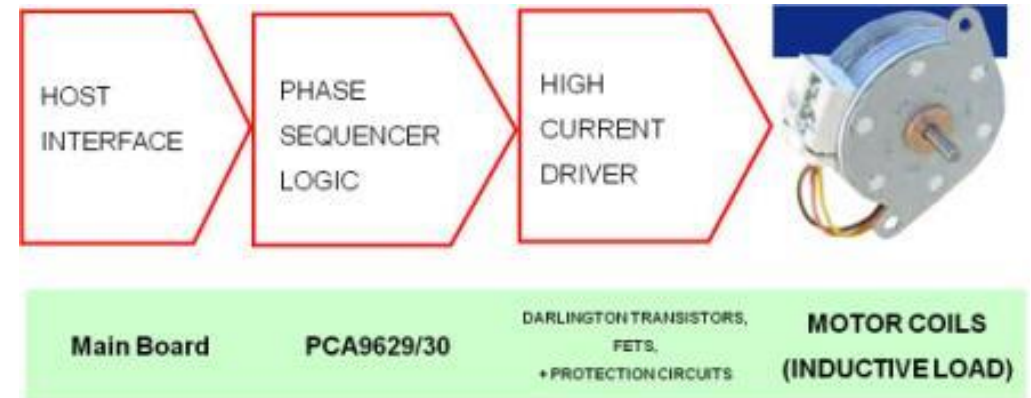 HOST
INTERFACE
PHASE
SEQUENCER
LOGIC
HIGH
CURRENT
DRIVER
Main Board
PCA9629/30
DARLINGTON TRANSISTORS,
FETS,
+ PROTECTION CIRCUITS
MOTOR COILS
(INDUCTIVE LOAD)